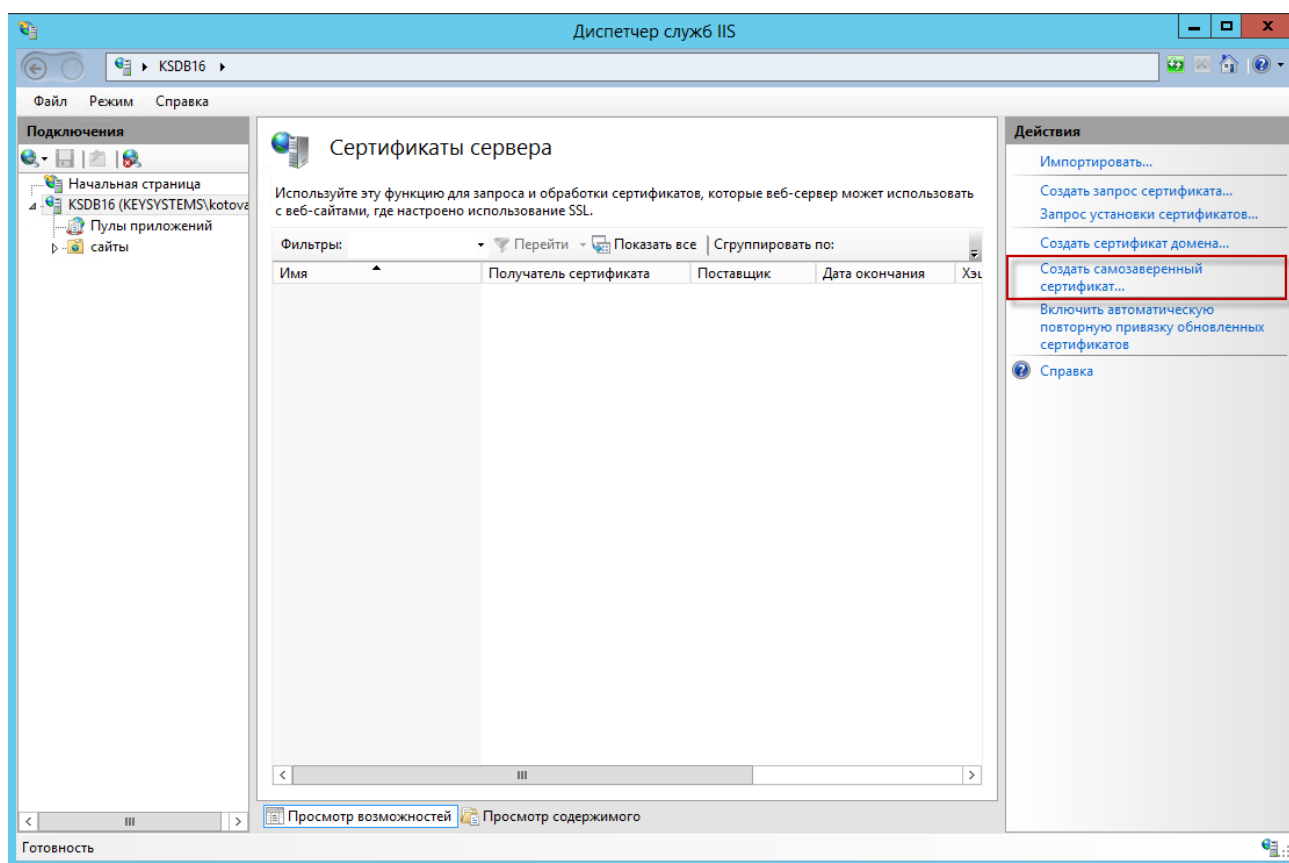 Диспетчер служб IIS
KSDB16
Файл Режим Справка
Подключения
Начальная страница
KSDB16 (KEYSYSTEMS\kotova
Пулы приложений
сайты
Сертификаты сервера
Используйте эту функцию для запроса и обработки сертификатов, которые веб-сервер может использовать
с веб-сайтами, где настроено использование SSL.
Фильтры: Перейти Показать все Сгруппировать по:
Имя Получатель сертификата Поставщик Дата окончания Хэш
Просмотр возможностей Просмотр содержимого
Действия
Импортировать...
Создать запрос сертификата...
Запрос установки сертификатов...
Создать сертификат домена...
Создать самозаверенный
сертификат...
Включить автоматическую
повторную привязку обновленных
сертификатов
Справка
Готовность